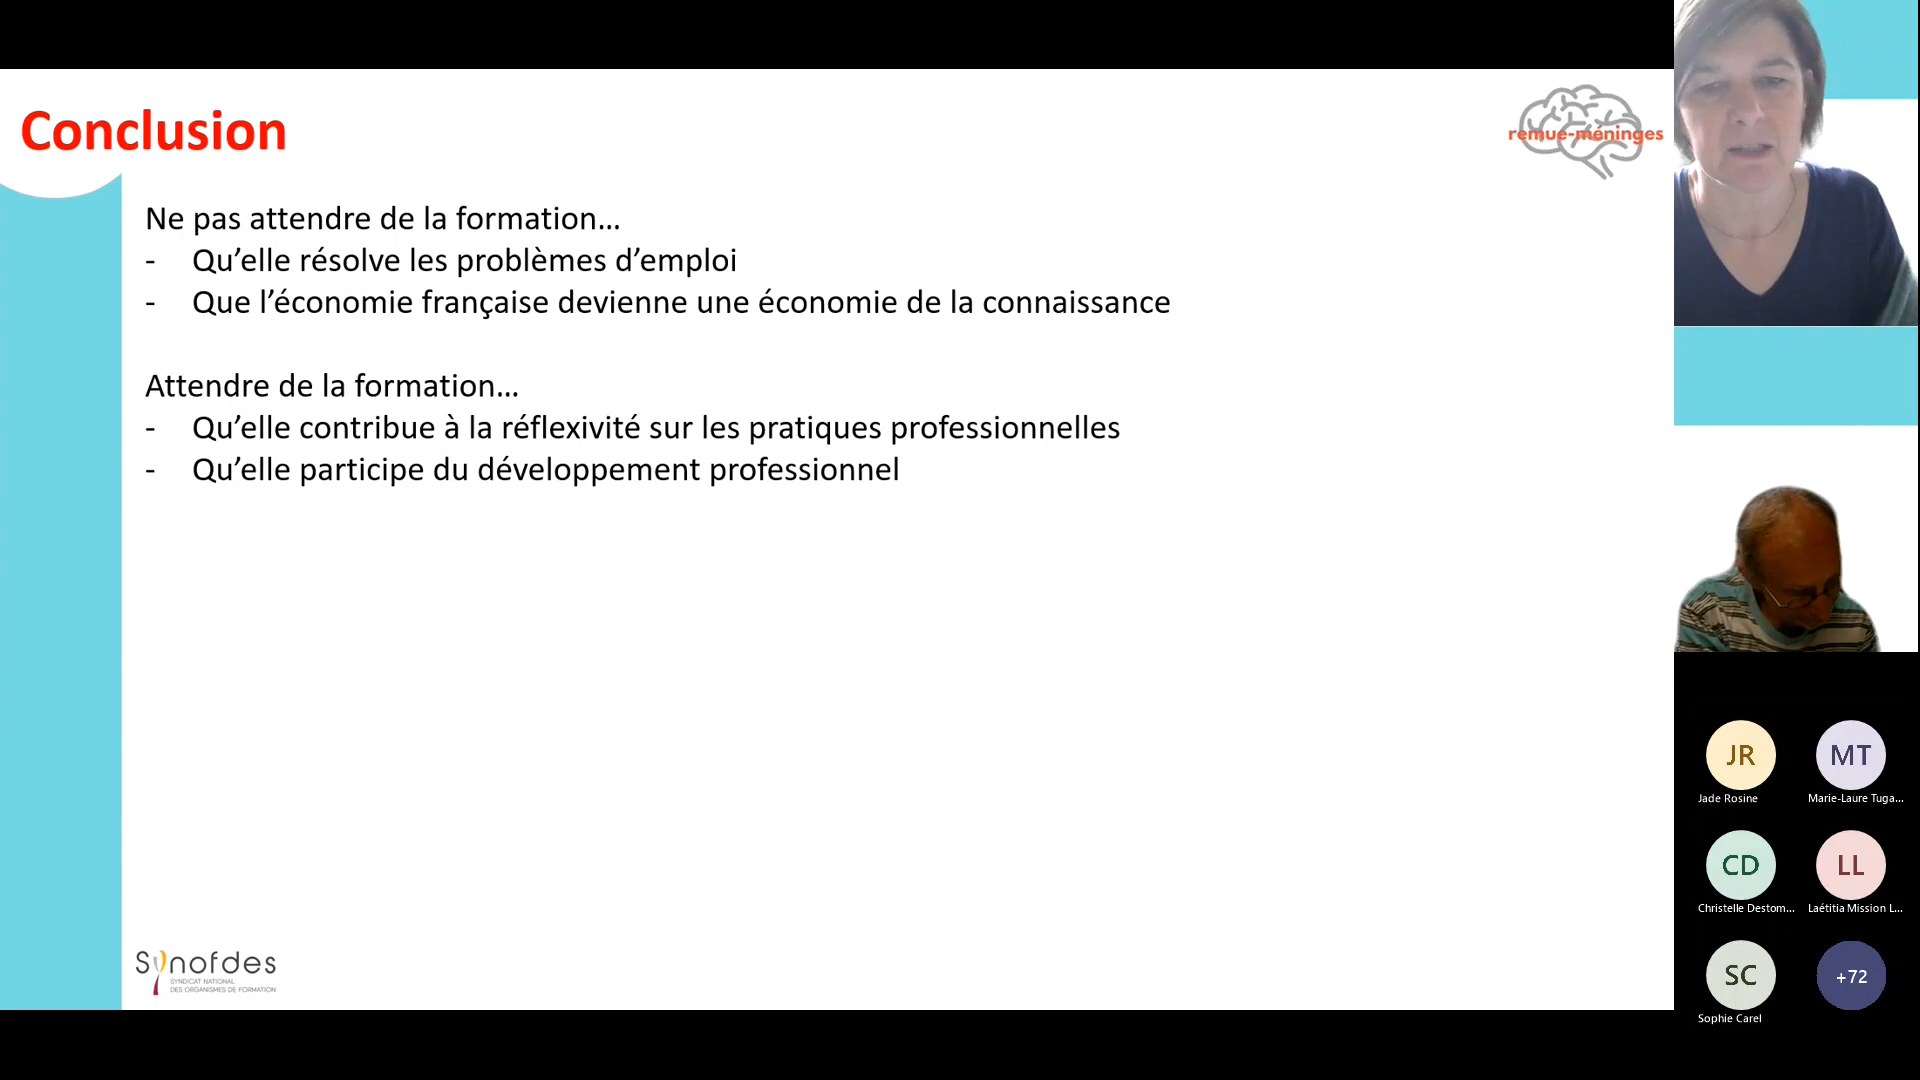 Conclusion
remue-méninges
Ne pas attendre de la formation…
- Qu’elle résolve les problèmes d’emploi
- Que l’économie française devienne une économie de la connaissance
Attendre de la formation…
- Qu’elle contribue à la réflexivité sur les pratiques professionnelles
- Qu’elle participe du développement professionnel
Synofdes
SYNDICAT NATIONAL
DES ORGANISMES DE FORMATION
JR
MT
Jade Rosine
Marie-Laure Tuga...
CD
LL
Christelle Destom...
Laétitia Mission L...
SC
+72
Sophie Carel